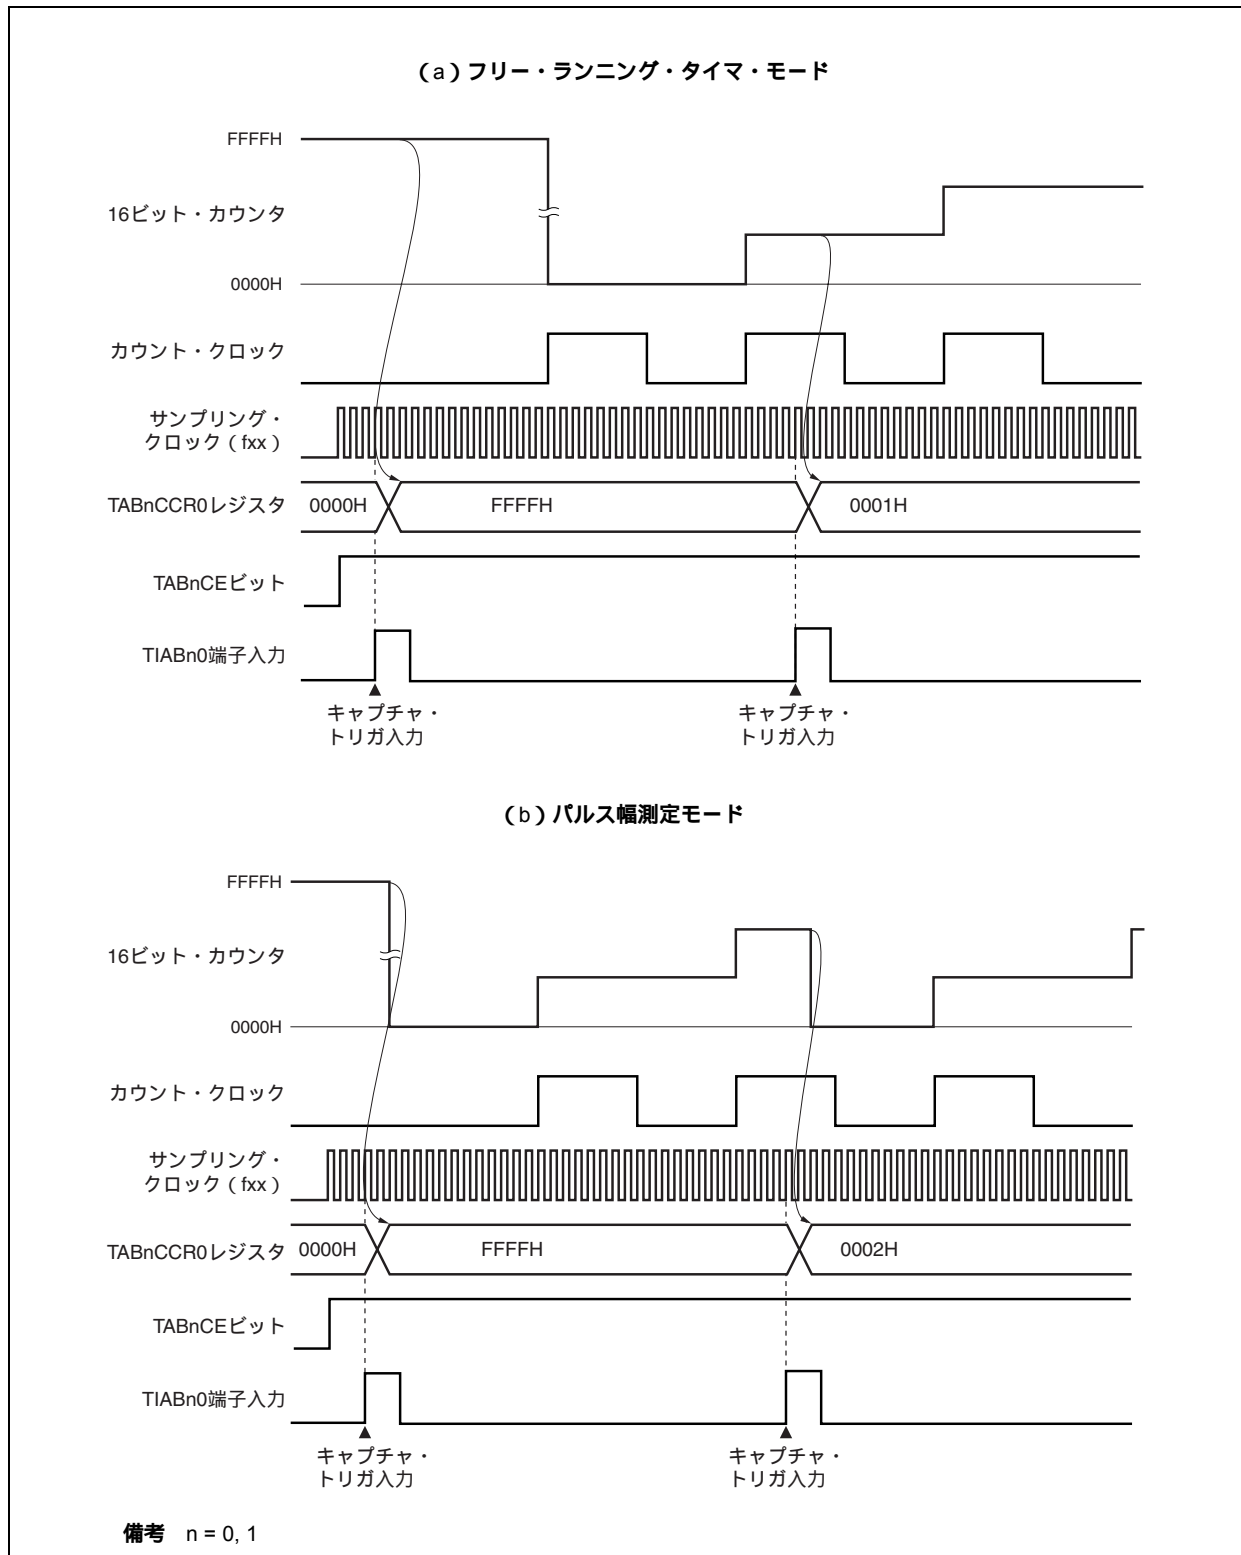 (a)フリー・ランニング・タイマ・モード
FFFFH
16ビット・カウンタ
0000H
カウント・クロック
サンプリング・
クロック(fxx)
TABnCCR0レジスタ
0000H
FFFFH
0001H
TABnCEビット
TIABn0端子入力
キャプチャ・
トリガ入力
キャプチャ・
トリガ入力
(b)パルス幅測定モード
FFFFH
16ビット・カウンタ
0000H
カウント・クロック
サンプリング・
クロック(fxx)
TABnCCR0レジスタ
0000H
FFFFH
0002H
TABnCEビット
TIABn0端子入力
キャプチャ・
トリガ入力
キャプチャ・
トリガ入力
備考 n = 0, 1